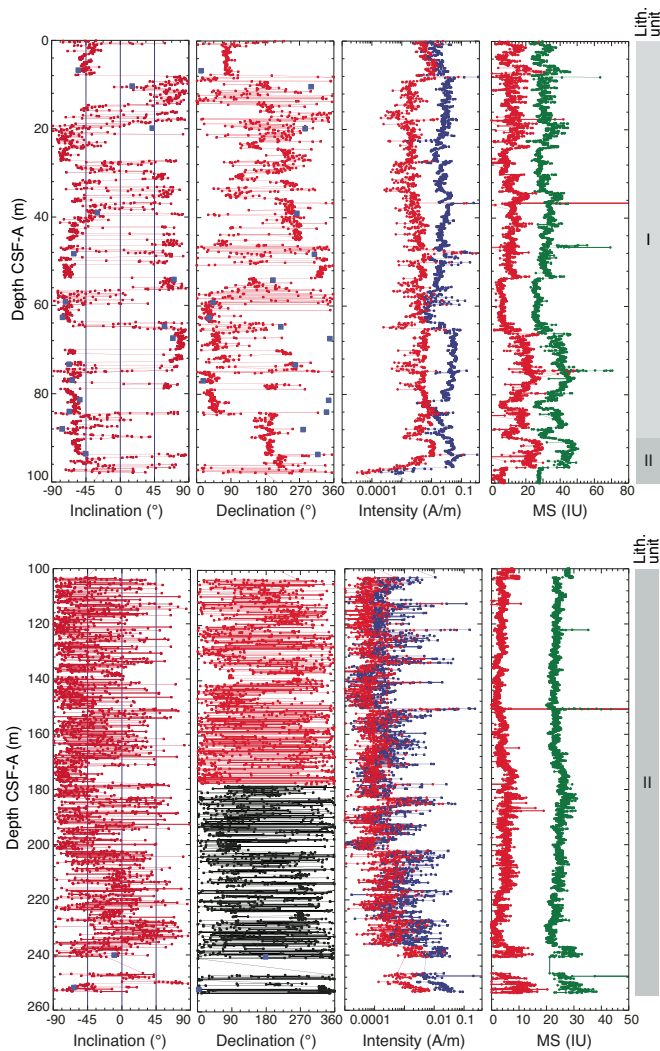 Lith.
unit
0
20
40
60
80
100
Depth CSF-A (m)
I
II
-90 -45 0 45 90
90 180 270 360
0.0001 0.01 0.1
0 20 40 60 80
Inclination (°) Declination (°) Intensity (A/m) MS (IU)
Lith.
unit
100
120
140
160
180
200
220
240
260
Depth CSF-A (m)
II
-90 -45 0 45 90
90 180 270 360
0.0001 0.01 0.1
0 10 20 30 40 50
Inclination (°) Declination (°) Intensity (A/m) MS (IU)